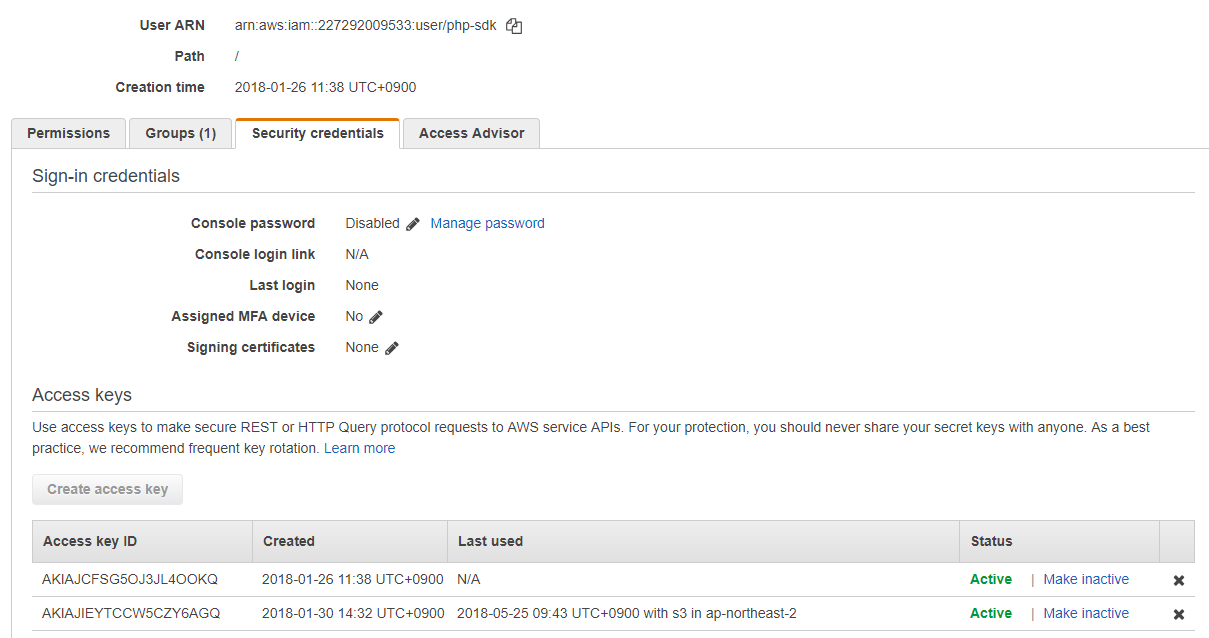 User ARN arn:aws:iam::227292009533:user/php-sdk
Path /
Creation time 2018-01-26 11:38 UTC+0900
Permissions Groups (1) Security credentials Access Advisor
Sign-in credentials
Console password Disabled Manage password
Console login link N/A
Last login None
Assigned MFA device No
Signing certificates None
Access keys
Use access keys to make secure REST or HTTP Query protocol requests to AWS service APIs. For your protection, you should never share your secret keys with anyone. As a best
practice, we recommend frequent key rotation. Learn more
Create access key
Access key ID Created Last used Status
AKIAJCFSG5OJ3JL4OOKQ 2018-01-26 11:38 UTC+0900 N/A Active | Make inactive
AKIAJIEYTCCW5CZY6AGQ 2018-01-30 14:32 UTC+0900 2018-05-25 09:43 UTC+0900 with s3 in ap-northeast-2 Active | Make inactive